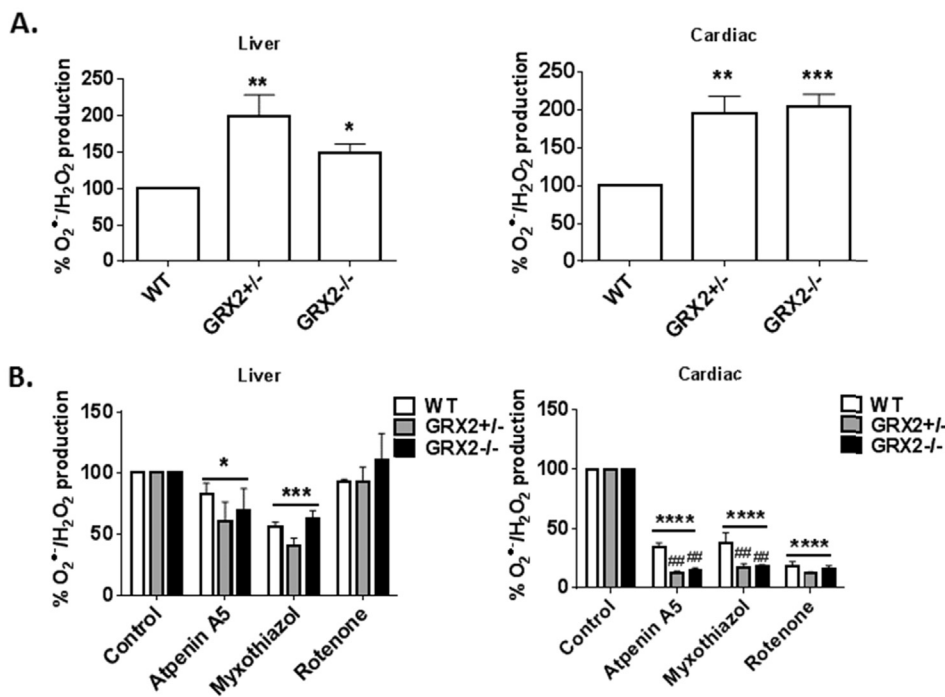 A.
Liver
% O₂•-/H₂O₂ production
250
200
150
100
50
0
**
*
WT
GRX2+/-
GRX2-/-
Cardiac
% O₂•-/H₂O₂ production
250
200
150
100
50
0
**
***
WT
GRX2+/-
GRX2-/-
B.
Liver
% O₂•-/H₂O₂ production
150
100
50
0
WT
GRX2+/-
GRX2-/-
*
***
Control
Atpenin A5
Myxothiazol
Rotenone
Cardiac
% O₂•-/H₂O₂ production
150
100
50
0
WT
GRX2+/-
GRX2-/-
**** **** ****
## ## ## ##
Control
Atpenin A5
Myxothiazol
Rotenone